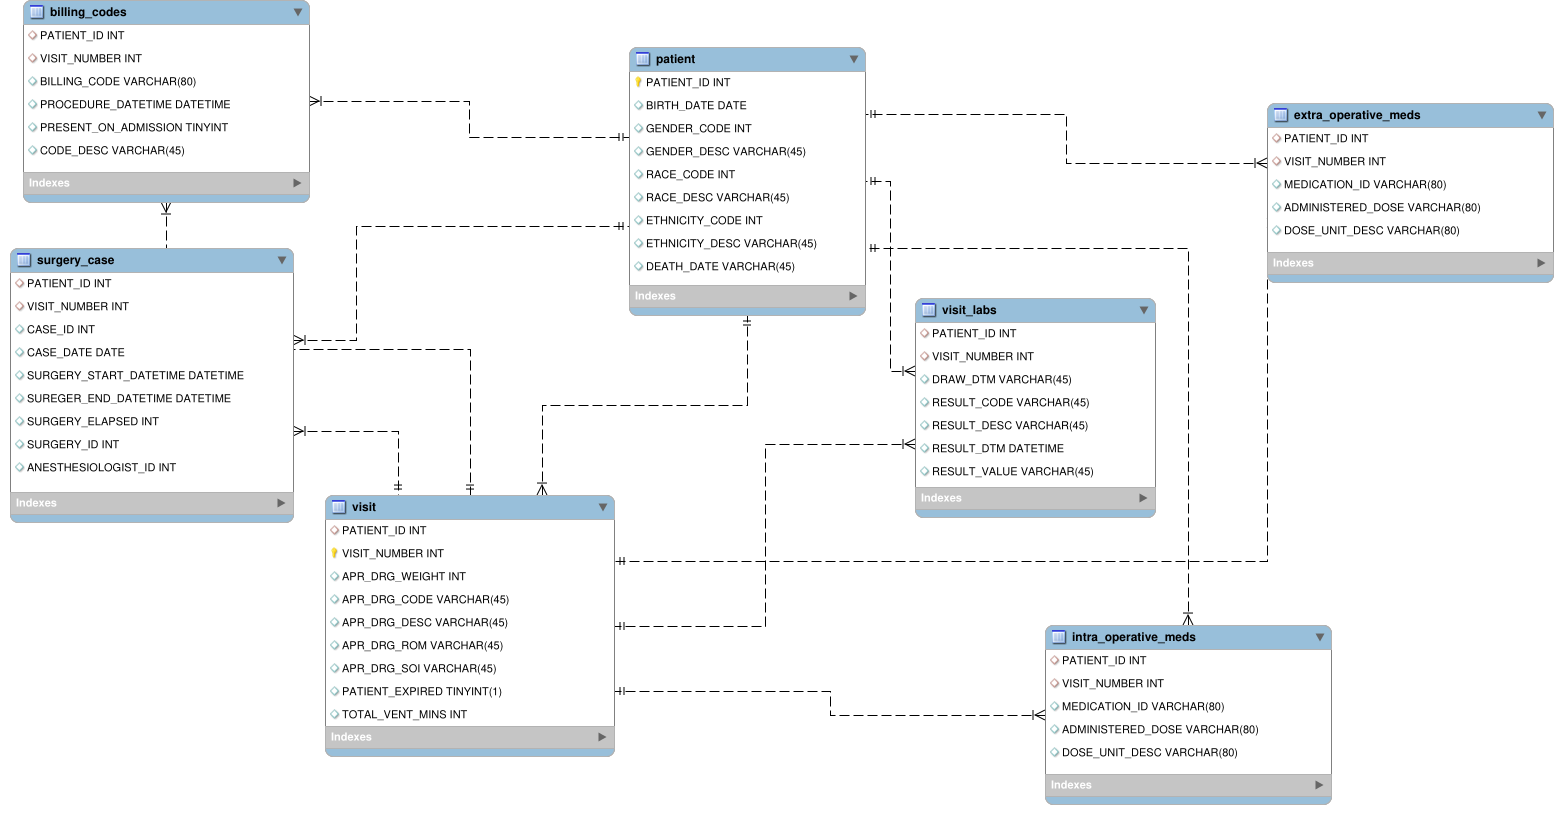 billing_codes
PATIENT_ID INT
VISIT_NUMBER INT
BILLING_CODE VARCHAR(80)
PROCEDURE_DATETIME DATETIME
PRESENT_ON_ADMISSION TINYINT
CODE_DESC VARCHAR(45)
Indexes
patient
PATIENT_ID INT
BIRTH_DATE DATE
GENDER_CODE INT
GENDER_DESC VARCHAR(45)
RACE_CODE INT
RACE_DESC VARCHAR(45)
ETHNICITY_CODE INT
ETHNICITY_DESC VARCHAR(45)
DEATH_DATE VARCHAR(45)
Indexes
extra_operative_meds
PATIENT_ID INT
VISIT_NUMBER INT
MEDICATION_ID VARCHAR(80)
ADMINISTERED_DOSE VARCHAR(80)
DOSE_UNIT_DESC VARCHAR(80)
Indexes
surgery_case
PATIENT_ID INT
VISIT_NUMBER INT
CASE_ID INT
CASE_DATE DATE
SURGERY_START_DATETIME DATETIME
SUREGER_END_DATETIME DATETIME
SURGERY_ELAPSED INT
SURGERY_ID INT
ANESTHESIOLOGIST_ID INT
Indexes
visit_labs
PATIENT_ID INT
VISIT_NUMBER INT
DRAW_DTM VARCHAR(45)
RESULT_CODE VARCHAR(45)
RESULT_DESC VARCHAR(45)
RESULT_DTM DATETIME
RESULT_VALUE VARCHAR(45)
Indexes
visit
PATIENT_ID INT
VISIT_NUMBER INT
APR_DRG_WEIGHT INT
APR_DRG_CODE VARCHAR(45)
APR_DRG_DESC VARCHAR(45)
APR_DRG_ROM VARCHAR(45)
APR_DRG_SOI VARCHAR(45)
PATIENT_EXPIRED TINYINT(1)
TOTAL_VENT_MINS INT
Indexes
intra_operative_meds
PATIENT_ID INT
VISIT_NUMBER INT
MEDICATION_ID VARCHAR(80)
ADMINISTERED_DOSE VARCHAR(80)
DOSE_UNIT_DESC VARCHAR(80)
Indexes